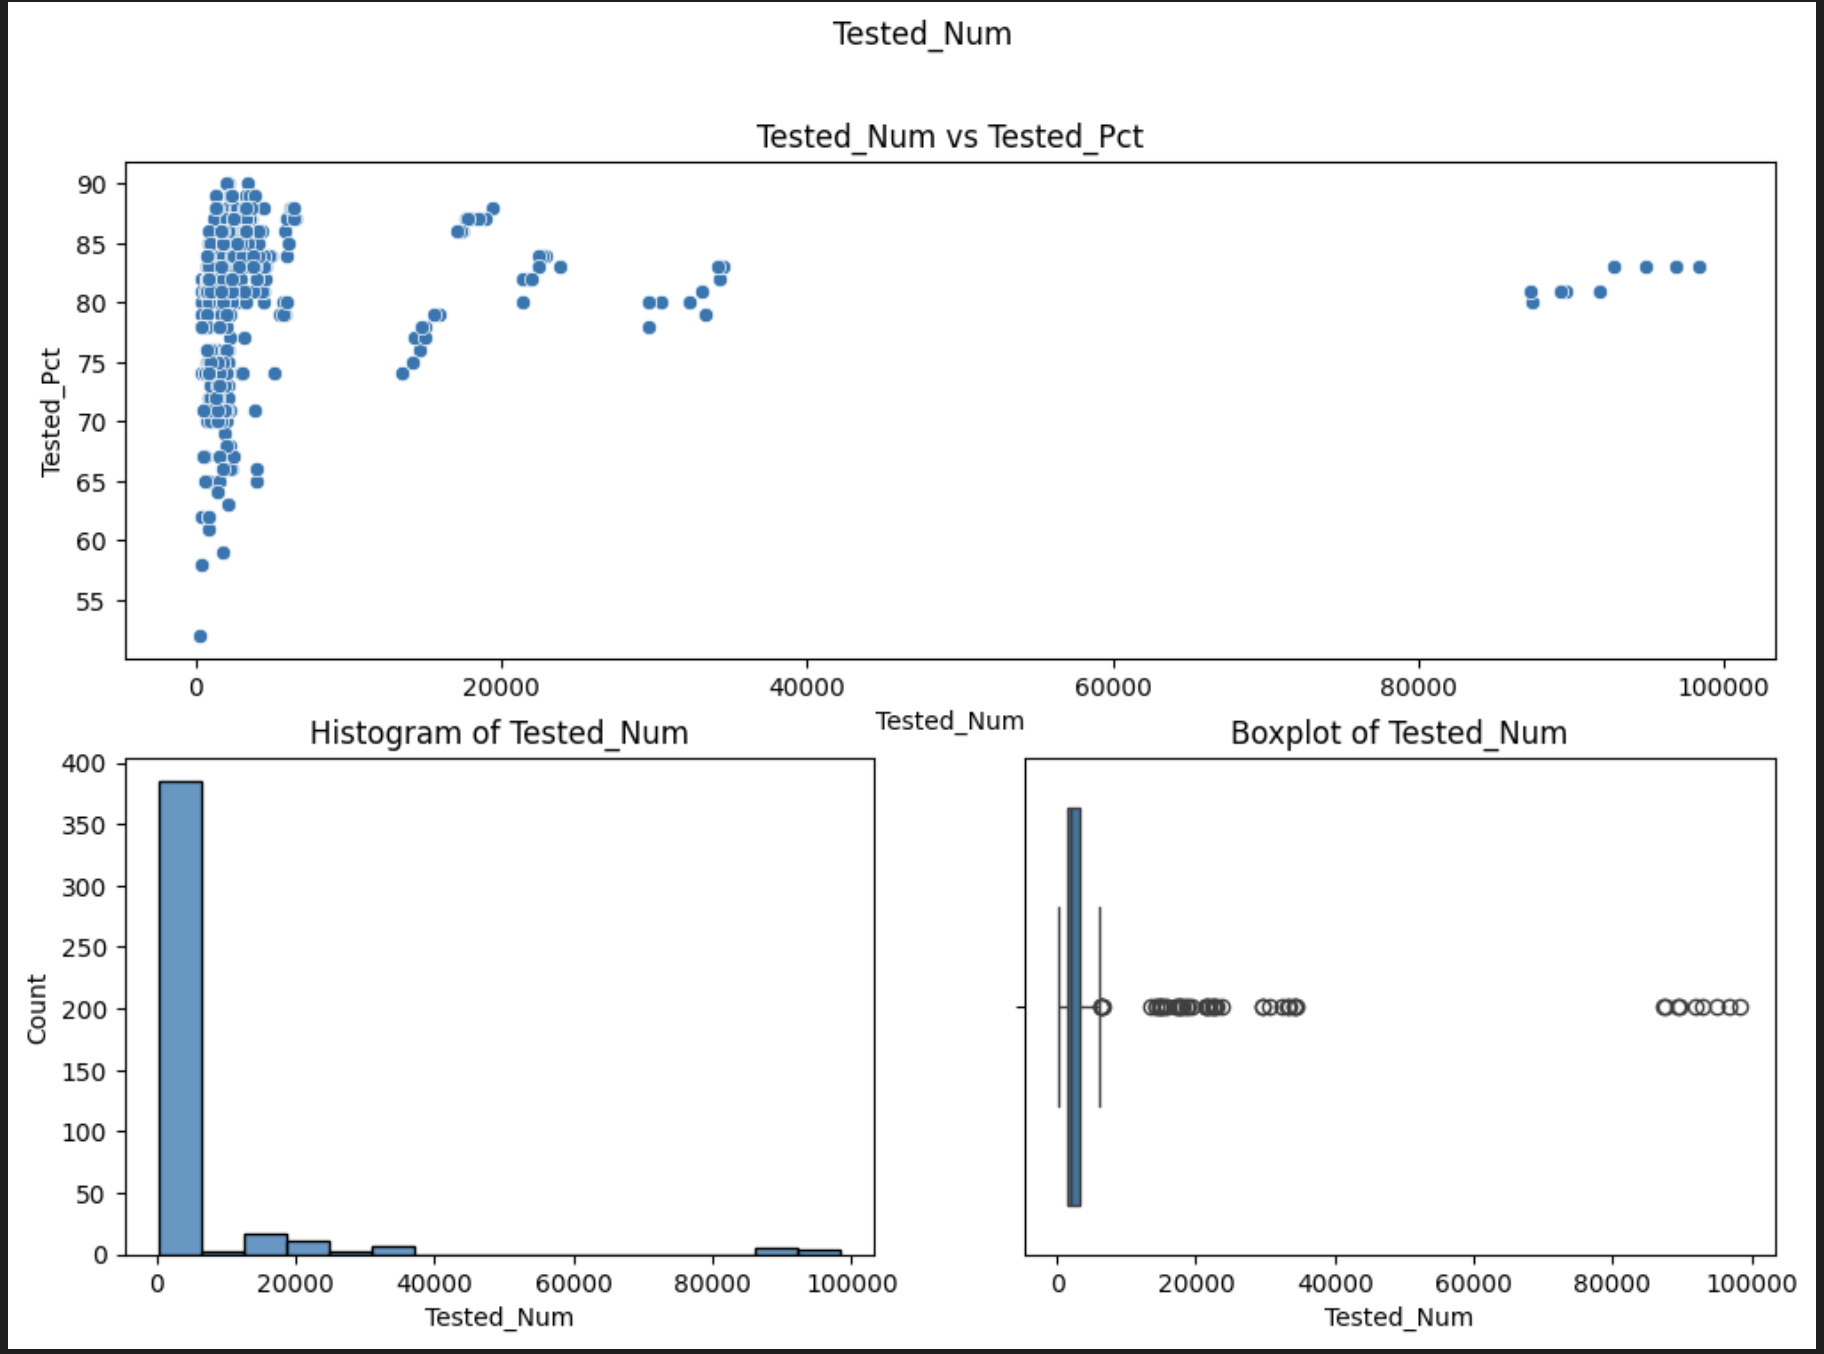 Tested_Num
Tested_Num vs Tested_Pct
90
85
80
75
70
65
60
55
Tested_Pct
0 20000 40000 60000 80000 100000
Tested_Num
Histogram of Tested_Num
400
350
300
250
200
150
100
50
0
Count
0 20000 40000 60000 80000 100000
Tested_Num
Boxplot of Tested_Num
0 20000 40000 60000 80000 100000
Tested_Num